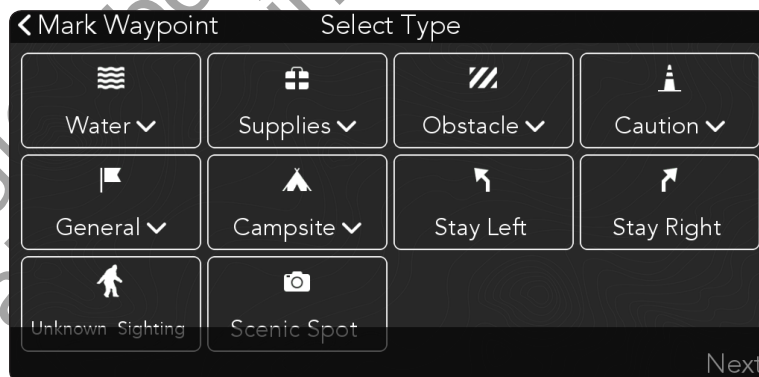 Mark Waypoint Select Type
Water Supplies Obstacle Caution
General Campsite Stay Left Stay Right
Unknown Sighting Scenic Spot
Next